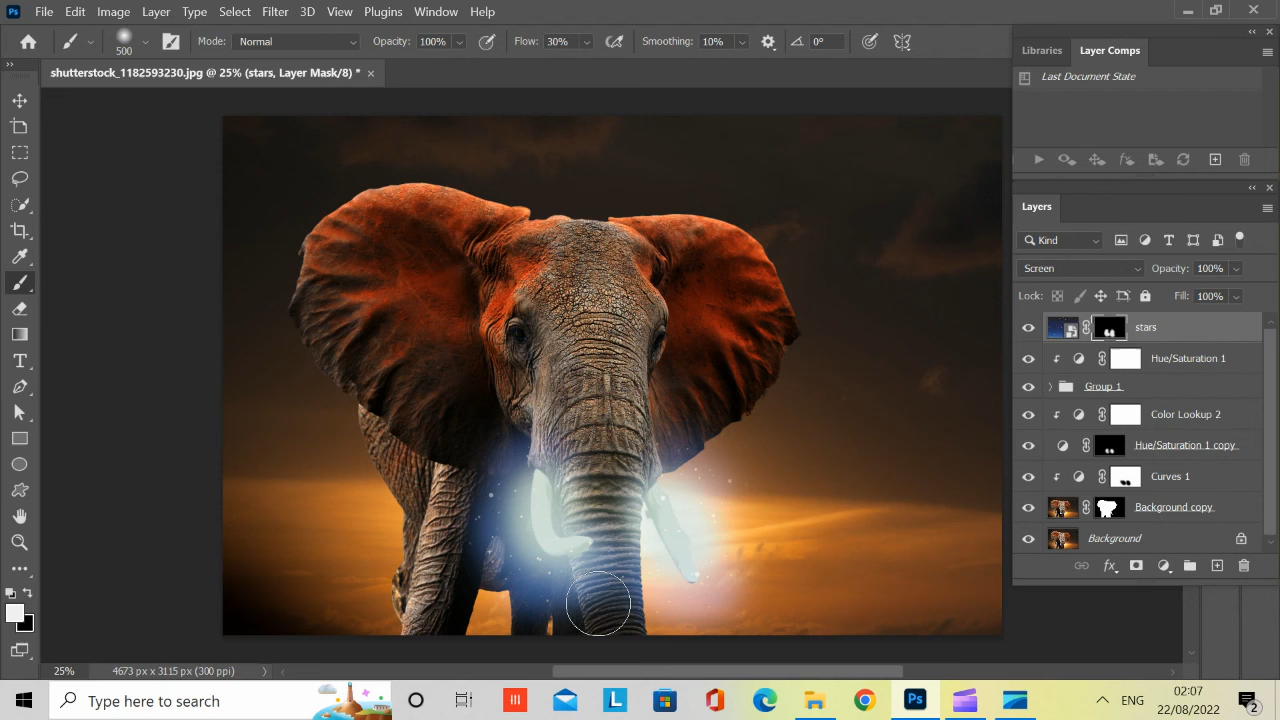 Ps File Edit Image Layer Type Select Filter 3D View Plugins Window Help
500 Mode: Normal Opacity: 100% Flow: 30% Smoothing: 10% 0°
shutterstock_1182593230.jpg @ 25% (stars, Layer Mask/8) *
Libraries Layer Comps
Last Document State
Layers
Kind
Screen Opacity: 100%
Lock: Fill: 100%
stars
Hue/Saturation 1
Group 1
Color Lookup 2
Hue/Saturation 1 copy
Curves 1
Background copy
Background
fx
25% 4673 px x 3115 px (300 ppi)
Type here to search
L
Ps
ENG
02:07
22/08/2022
2